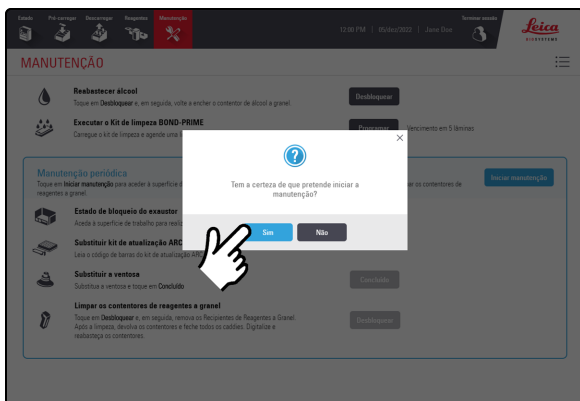 Estado Pré-carregar Descarregar Reagentes Manutenção
12:00 PM | 05/dez/2022 | Jane Doe
Terminar sessão
Leica
BIOSYSTEMS
MANUTENÇÃO
Reabastecer álcool
Toque em Desbloquear e, em seguida, volte a encher o contentor de álcool a granel.
Desbloquear
Executar o Kit de limpeza BOND-PRIME
Carregue o kit de limpeza e agende uma l
Programar
Vencimento em 5 lâminas
Tem a certeza de que pretende iniciar a
manutenção?
Sim Não
Manutenção periódica
Toque em Iniciar manutenção para aceder à superfície d
ar os contentores de
reagentes a granel.
Iniciar manutenção
Estado de bloqueio do exaustor
Aceda à superfície de trabalho para realiz
Substituir kit de atualização ARC
Leia o código de barras do kit de atualização ARC
Substituir a ventosa
Substitua a ventosa e toque em Concluído
Concluído
Limpar os contentores de reagentes a granel
Toque em Desbloquear e, em seguida, remova os Recipientes de Reagentes a Granel.
Após a limpeza, devolva os contentores e feche todos os caddies. Digitalize e
reabasteça os contentores.
Desbloquear